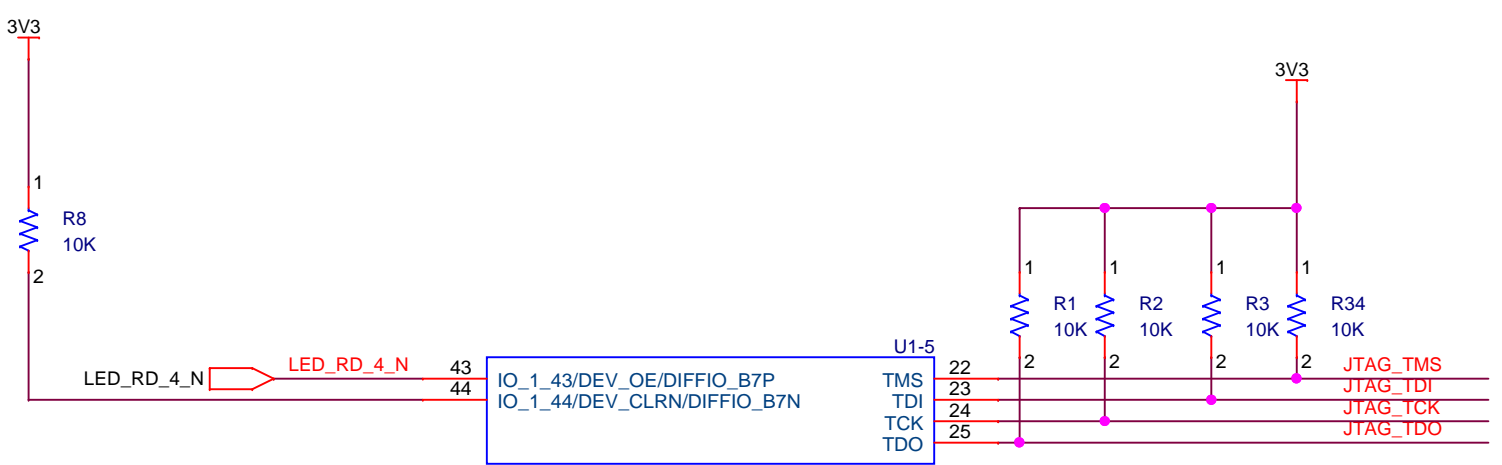 3V3
3V3
1
R8
10K
2
1
1
1
1
R1
10K
R2
10K
R3
10K
R34
10K
2
2
2
2
U1-5
LED_RD_4_N
LED_RD_4_N
43
44
IO_1_43/DEV_OE/DIFFIO_B7P
IO_1_44/DEV_CLRN/DIFFIO_B7N
TMS
TDI
TCK
TDO
22
23
24
25
JTAG_TMS
JTAG_TDI
JTAG_TCK
JTAG_TDO